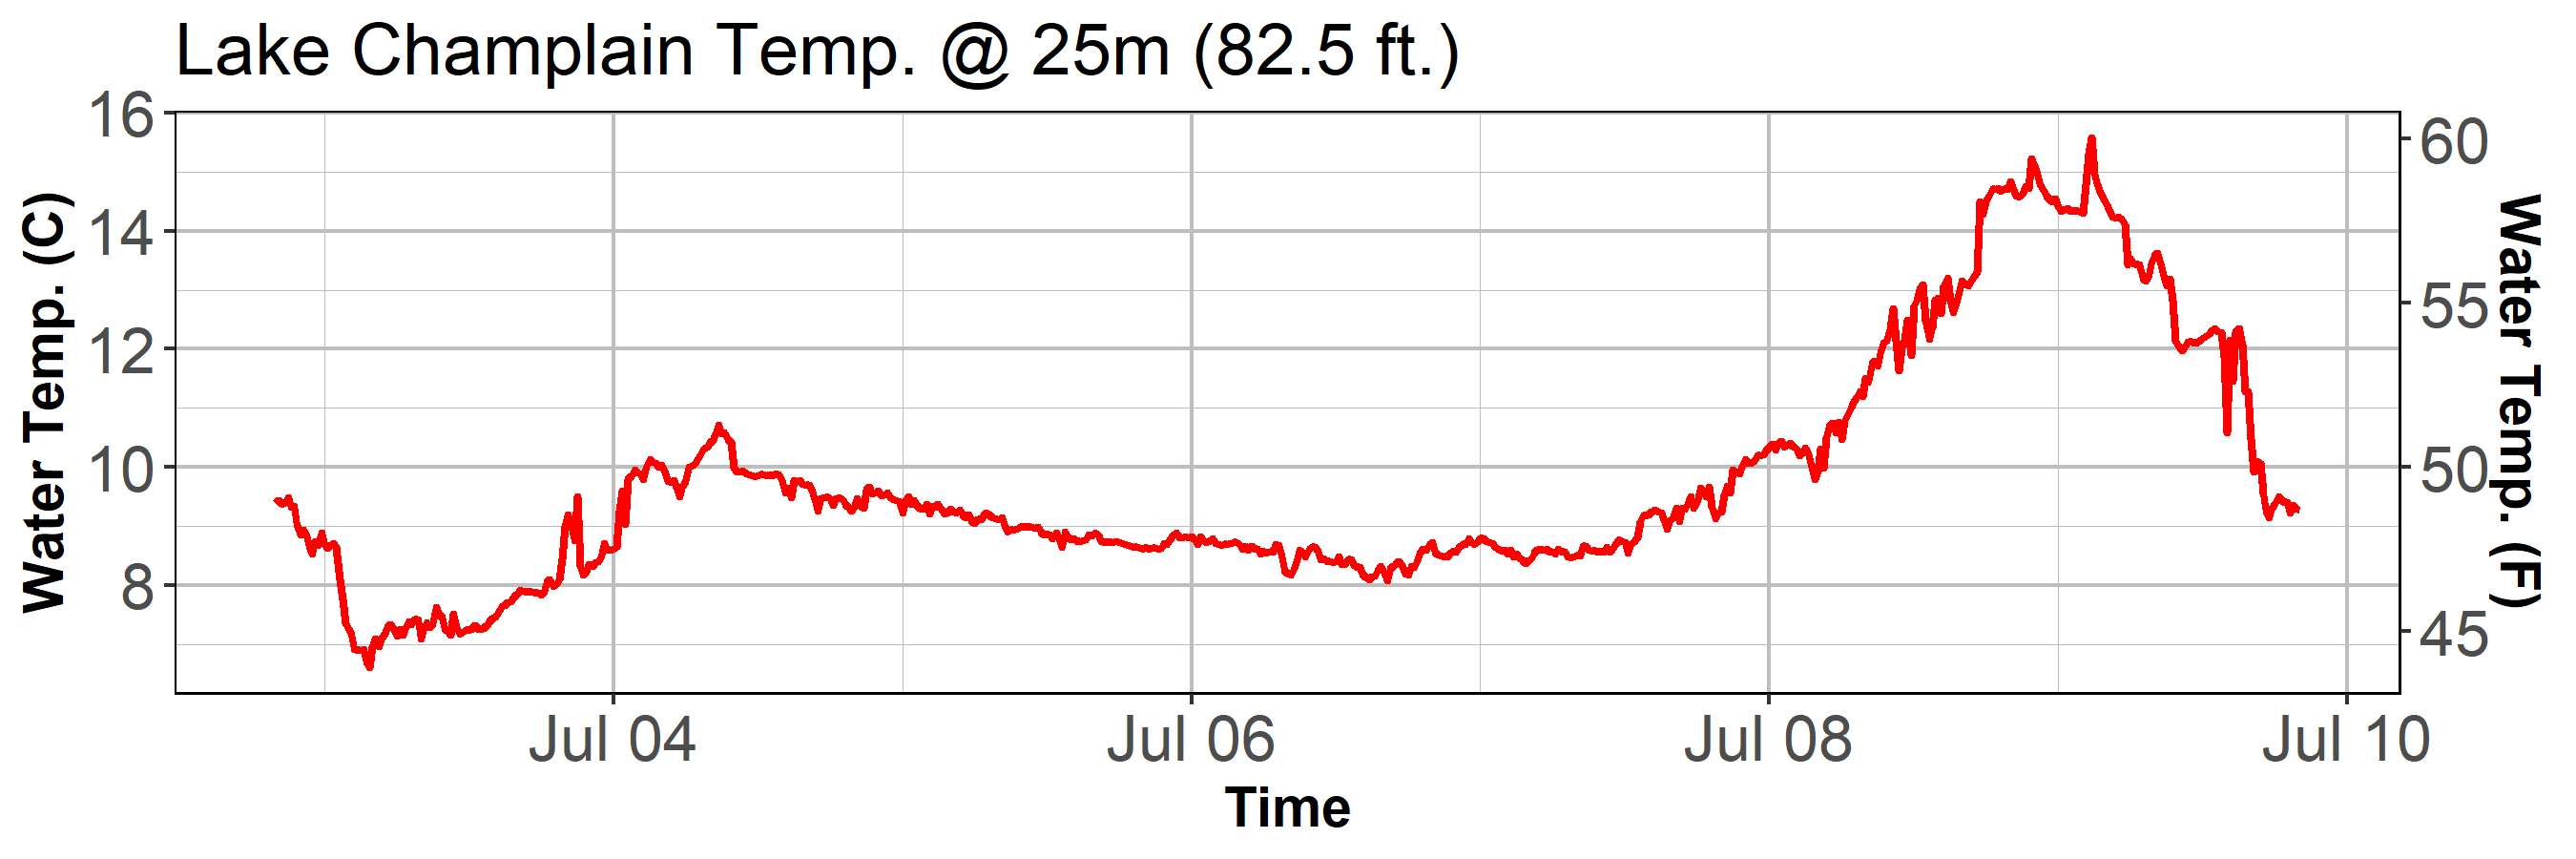 Lake Champlain Temp. @ 25m (82.5 ft.)
Water Temp. (C)
16
14
12
10
8
60
55
50
45
Water Temp. (F)
Jul 04 Jul 06 Jul 08 Jul 10
Time